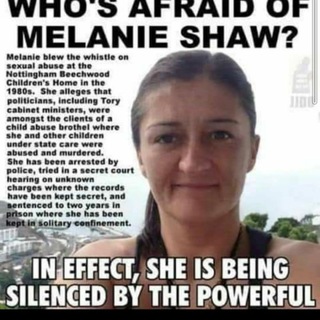 WHO'S AFRAID OF
MELANIE SHAW?
Melanie blew the whistle on
sexual abuse at the
Nottingham Beechwood
Children's Home in the
1980s. She alleges that
politicians, including Tory
cabinet ministers, were
amongst the clients of a
child abuse brothel where
she and other children
under state care were
abused and murdered.
She has been arrested by
police, tried in a secret court
hearing on unknown
charges where the records
have been kept secret, and
sentenced to two years in
prison where she has been
kept in solitary confinement.
IN EFFECT, SHE IS BEING
SILENCED BY THE POWERFUL